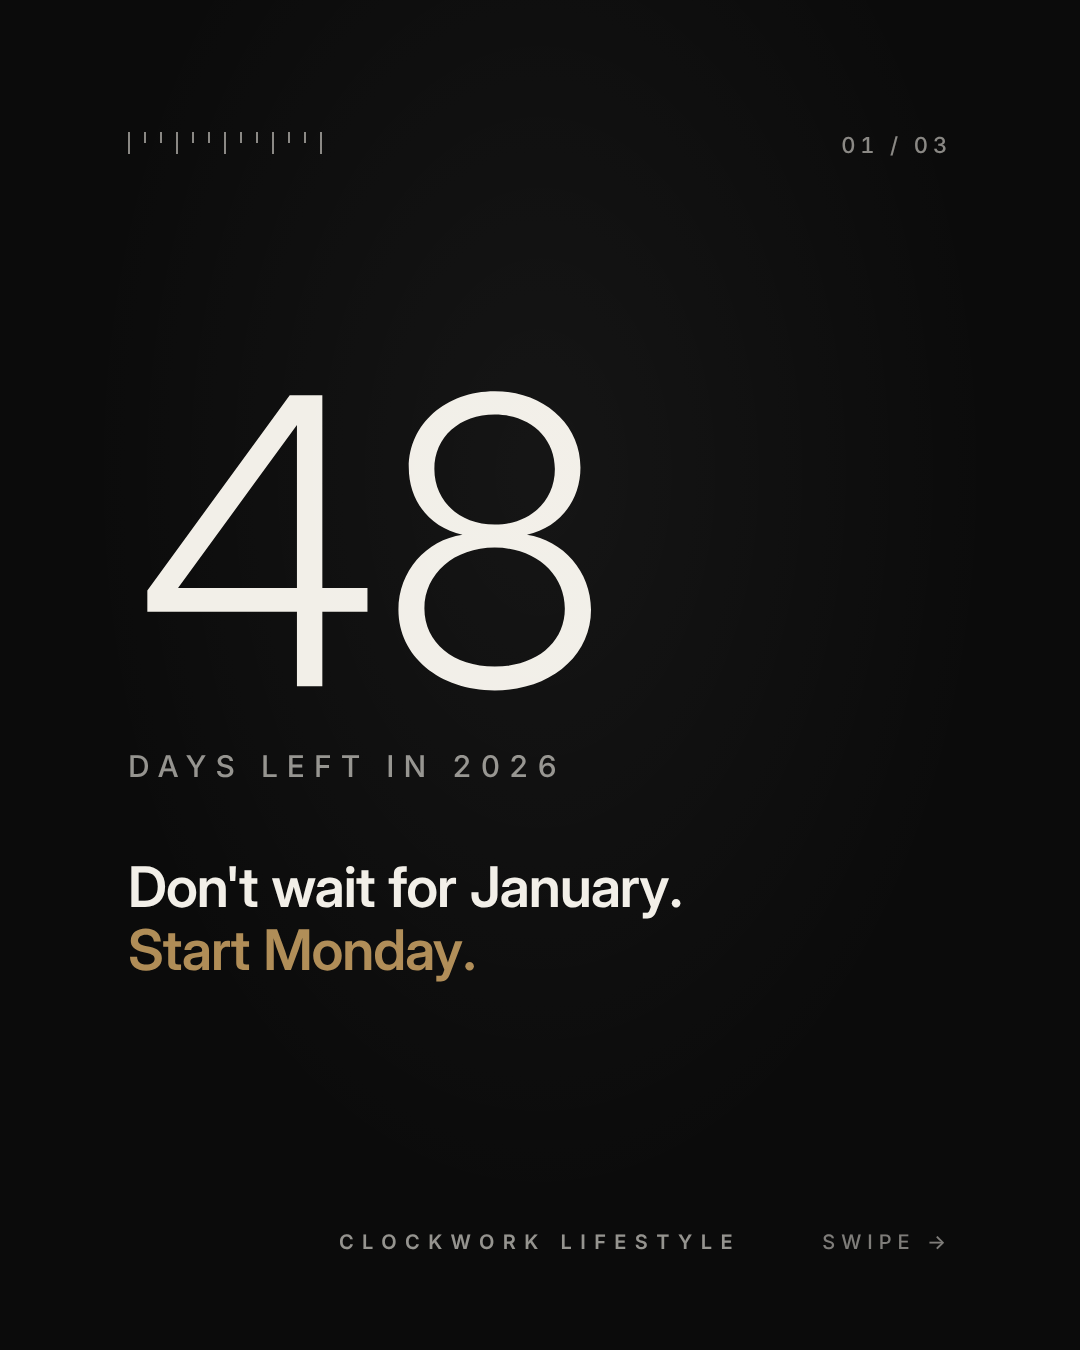 01 / 03
48
DAYS LEFT IN 2026
Don't wait for January.
Start Monday.
CLOCKWORK LIFESTYLE
SWIPE →